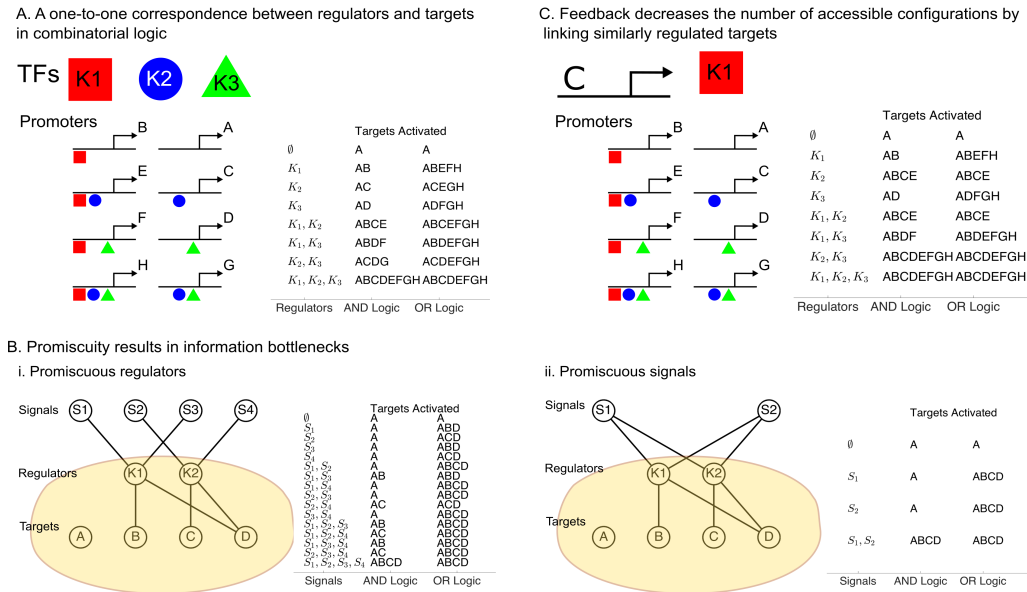 A. A one-to-one correspondence between regulators and targets
in combinatorial logic
TFs K1 K2 K3
Promoters
B A
E C
F D
H G
Targets Activated
∅ A A
K1 AB ABEFH
K2 AC ACEGH
K3 AD ADFGH
K1, K2 ABCE ABCEFGH
K1, K3 ABDF ABDEFGH
K2, K3 ACDG ACDEFGH
K1, K2, K3 ABCDEFGH ABCDEFGH
Regulators AND Logic OR Logic
C. Feedback decreases the number of accessible configurations by
linking similarly regulated targets
C K1
Promoters
B A
E C
F D
H G
Targets Activated
∅ A A
K1 AB ABEFH
K2 ABCE ABCE
K3 AD ADFGH
K1, K2 ABCE ABCE
K1, K3 ABDF ABDEFGH
K2, K3 ABCDEFGH ABCDEFGH
K1, K2, K3 ABCDEFGH ABCDEFGH
Regulators AND Logic OR Logic
B. Promiscuity results in information bottlenecks
i. Promiscuous regulators
Signals S1 S2 S3 S4
Regulators K1 K2
Targets A B C D
Targets Activated
∅ A A
S1 A ABD
S2 A ACD
S3 A ABD
S4 A ACD
S1, S2 A ABCD
S1, S3 AB ABD
S1, S4 A ABCD
S2, S3 A ABCD
S2, S4 AC ACD
S3, S4 A ABCD
S1, S2, S3 AB ABCD
S1, S2, S4 AC ABCD
S1, S3, S4 AB ABCD
S2, S3, S4 AC ABCD
S1, S2, S3, S4 ABCD ABCD
Signals AND Logic OR Logic
ii. Promiscuous signals
Signals S1 S2
Regulators K1 K2
Targets A B C D
Targets Activated
∅ A A
S1 A ABCD
S2 A ABCD
S1, S2 ABCD ABCD
Signals AND Logic OR Logic